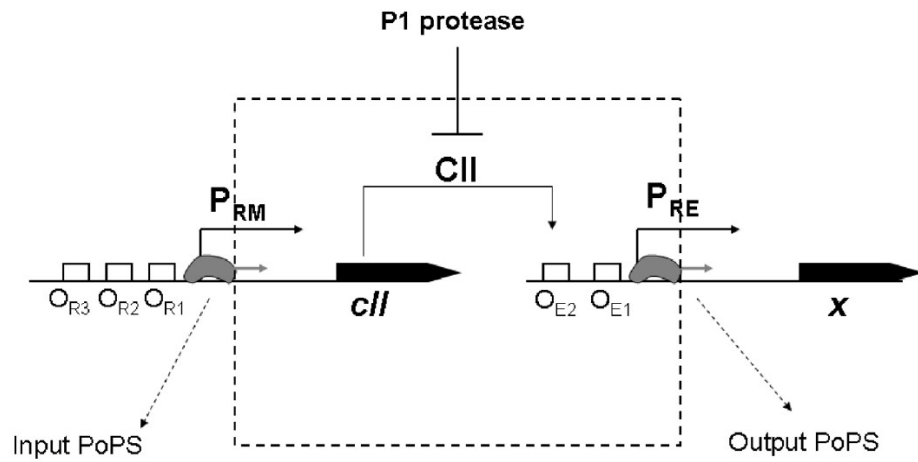 P1 protease
CII
P_RM
P_RE
O_R3 O_R2 O_R1
cII
O_E2 O_E1
x
Input PoPS
Output PoPS